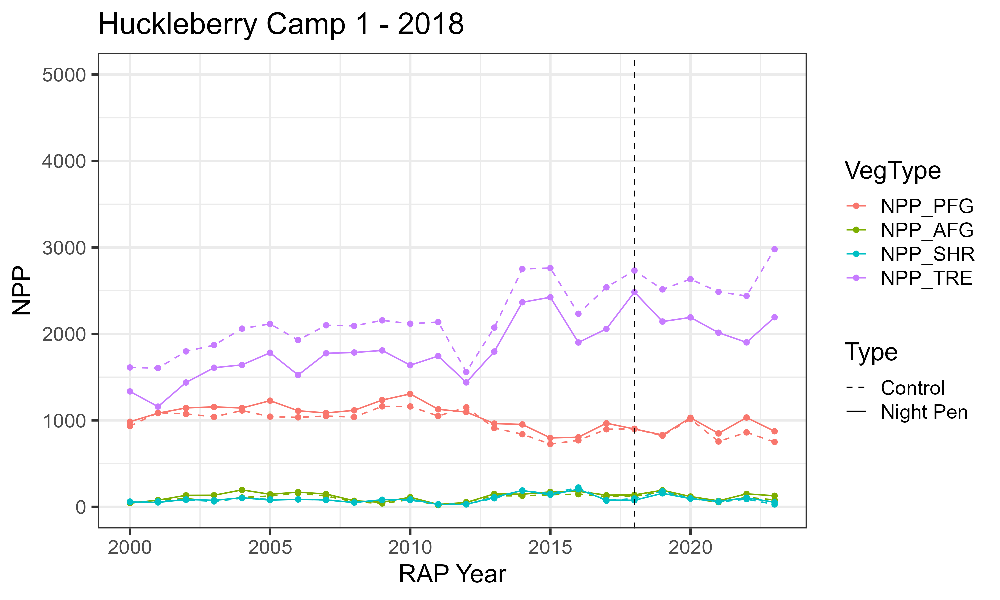 Huckleberry Camp 1 - 2018
5000
4000
3000
2000
1000
0
NPP
2000 2005 2010 2015 2020
RAP Year
VegType
NPP_PFG
NPP_AFG
NPP_SHR
NPP_TRE
Type
Control
Night Pen